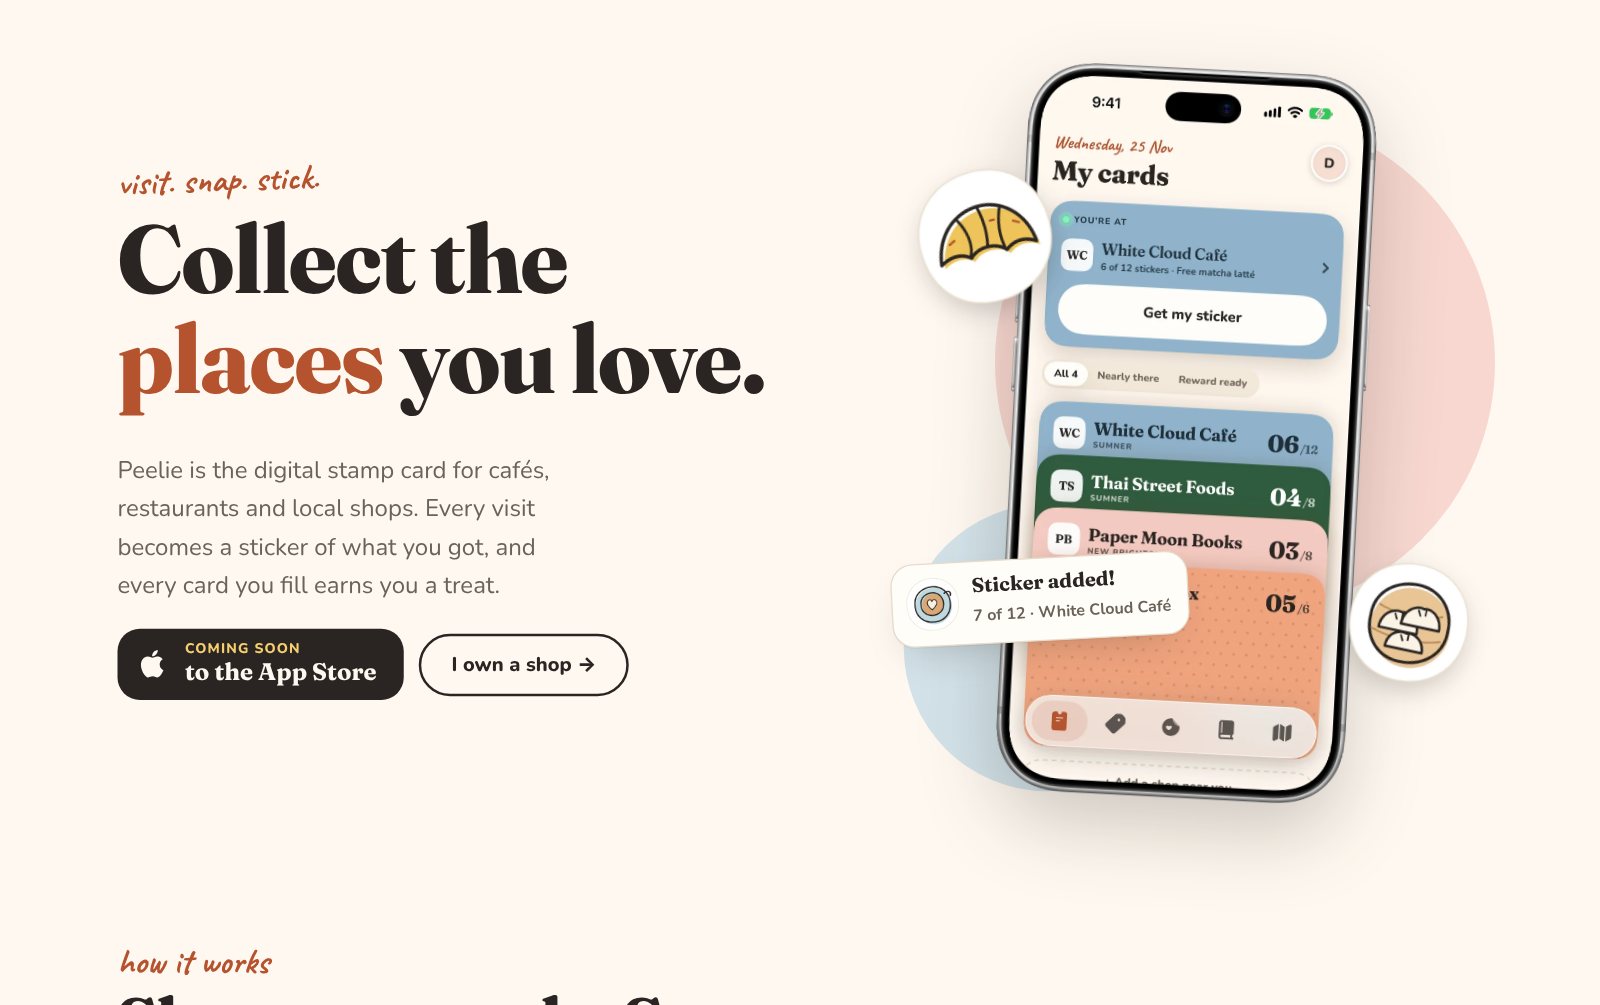 visit. snap. stick.
Collect the
places you love.
Peelie is the digital stamp card for cafés,
restaurants and local shops. Every visit
becomes a sticker of what you got, and
every card you fill earns you a treat.
COMING SOON
to the App Store
I own a shop →
9:41
Wednesday, 25 Nov
My cards
D
YOU'RE AT
WC
White Cloud Café
6 of 12 stickers · Free matcha latté
Get my sticker
All 4 Nearly there Reward ready
WC White Cloud Café 06/12
SUMNER
TS Thai Street Foods 04/8
SUMNER
PB Paper Moon Books 03/8
x 05/6
Sticker added!
7 of 12 · White Cloud Café
how it works